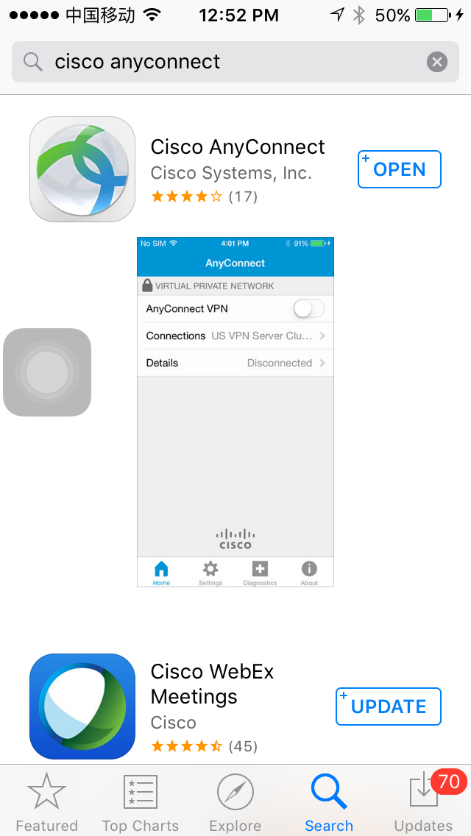 中国移动 12:52 PM 50%
cisco anyconnect
Cisco AnyConnect
Cisco Systems, Inc.
(17)
+ OPEN
No SIM 4:01 PM 91%
AnyConnect
VIRTUAL PRIVATE NETWORK
AnyConnect VPN
Connections US VPN Server Clu...
Details Disconnected
CISCO
Home Settings Diagnostics About
Cisco WebEx
Meetings
Cisco
(45)
+ UPDATE
70
Featured Top Charts Explore Search Updates